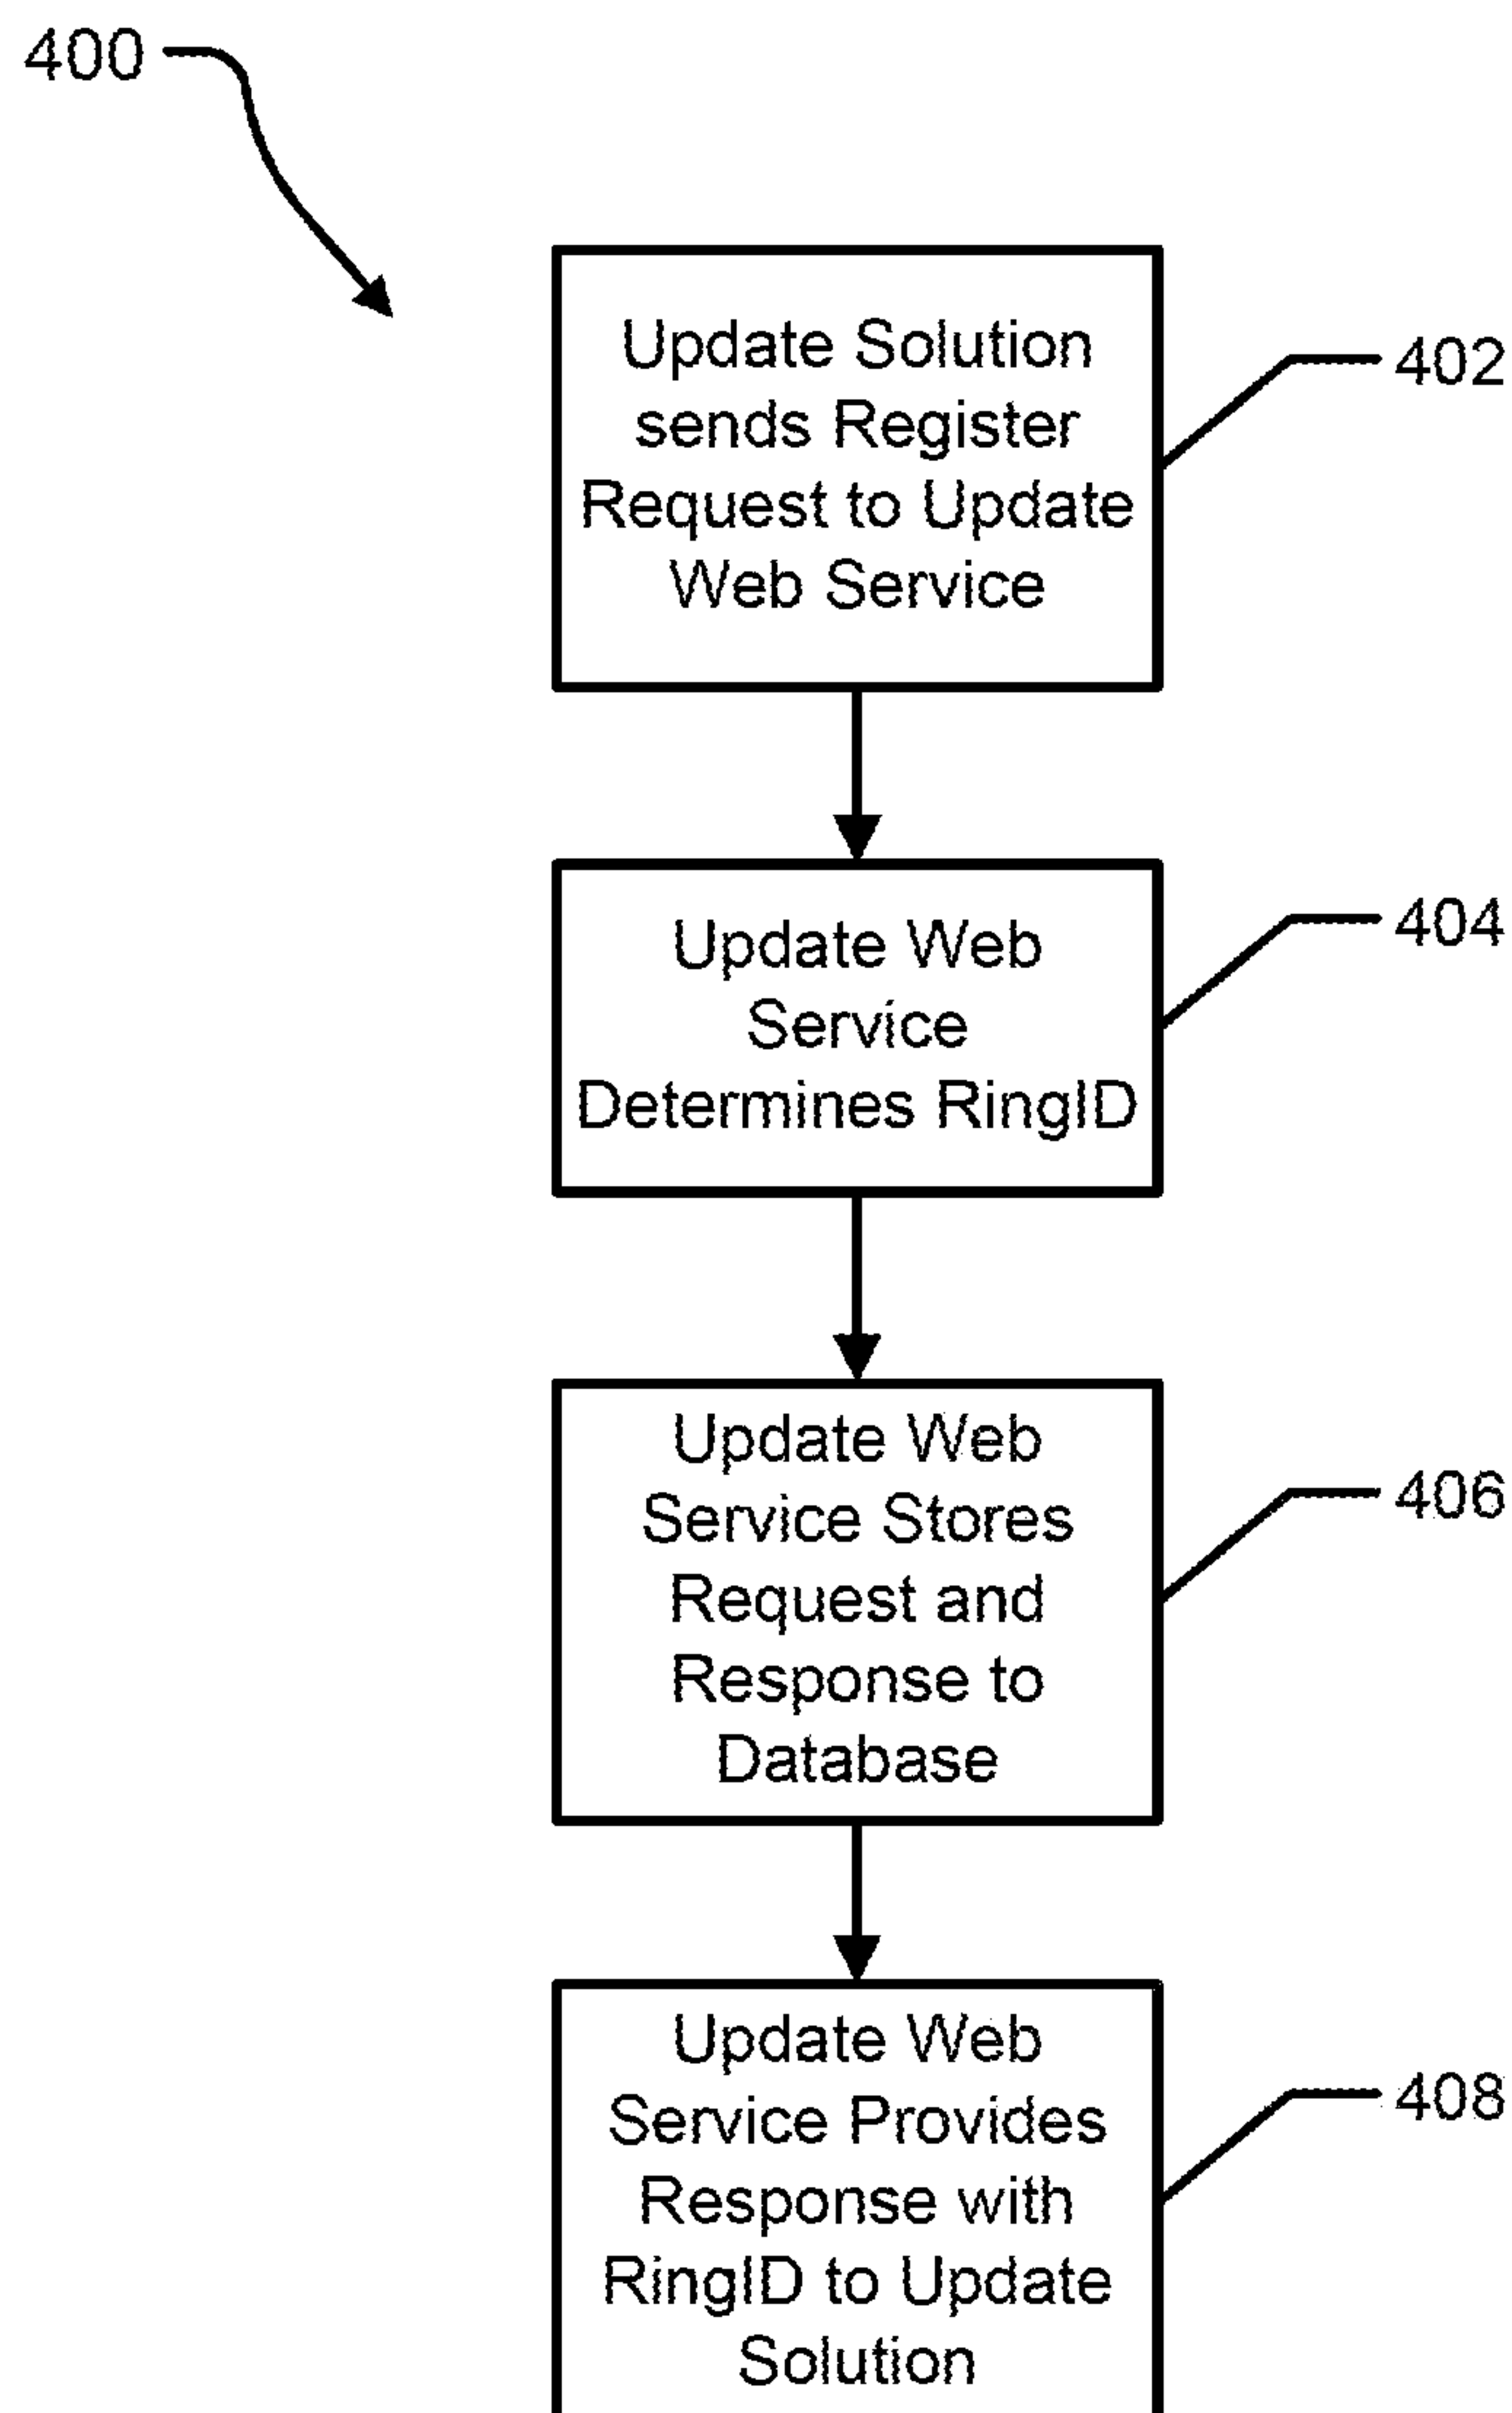 400
Update Solution
sends Register
Request to Update
Web Service
402
Update Web
Service
Determines RingID
404
Update Web
Service Stores
Request and
Response to
Database
406
Update Web
Service Provides
Response with
RingID to Update
Solution
408